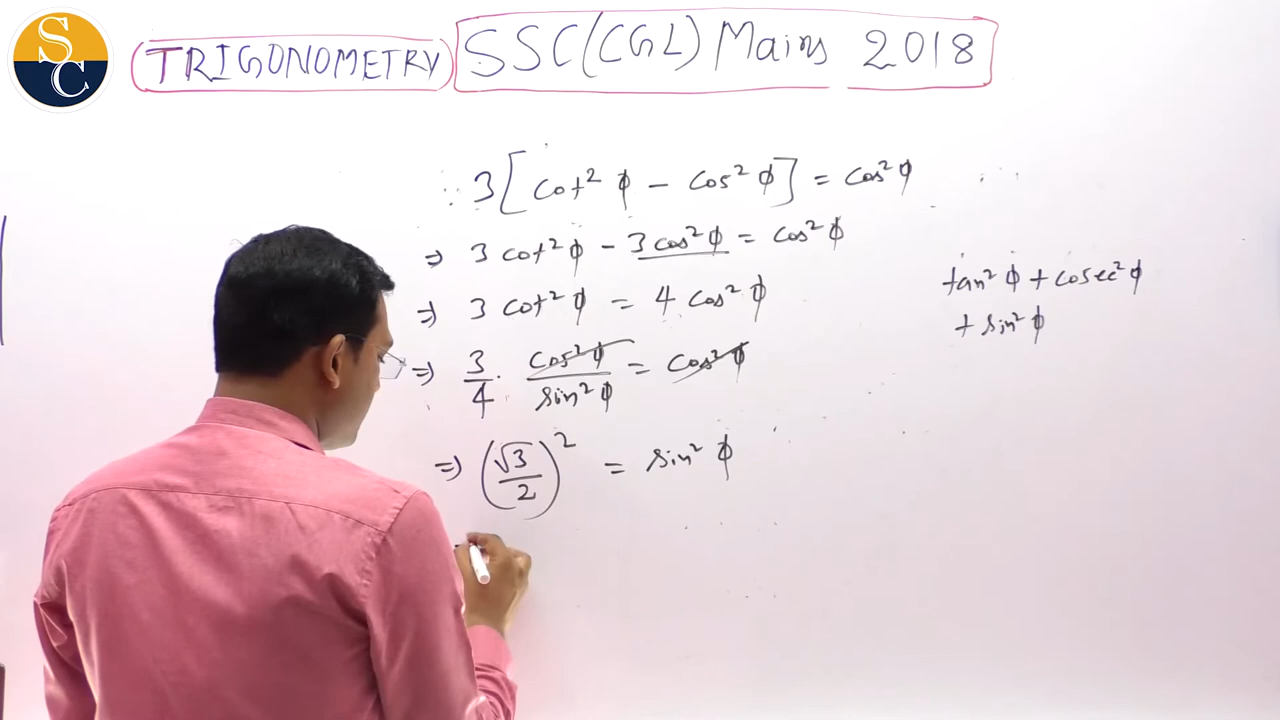 SC
TRIGONOMETRY SSC(CGL) Mains 2018
∵ 3[cot² φ − cos² φ] = cos² φ
⇒ 3 cot² φ − 3 cos² φ = cos² φ
⇒ 3 cot² φ = 4 cos² φ
⇒ 3/4 · cos² φ/sin² φ = cos² φ
⇒ (√3/2)² = sin² φ
tan² φ + cosec² φ
+ sin² φ